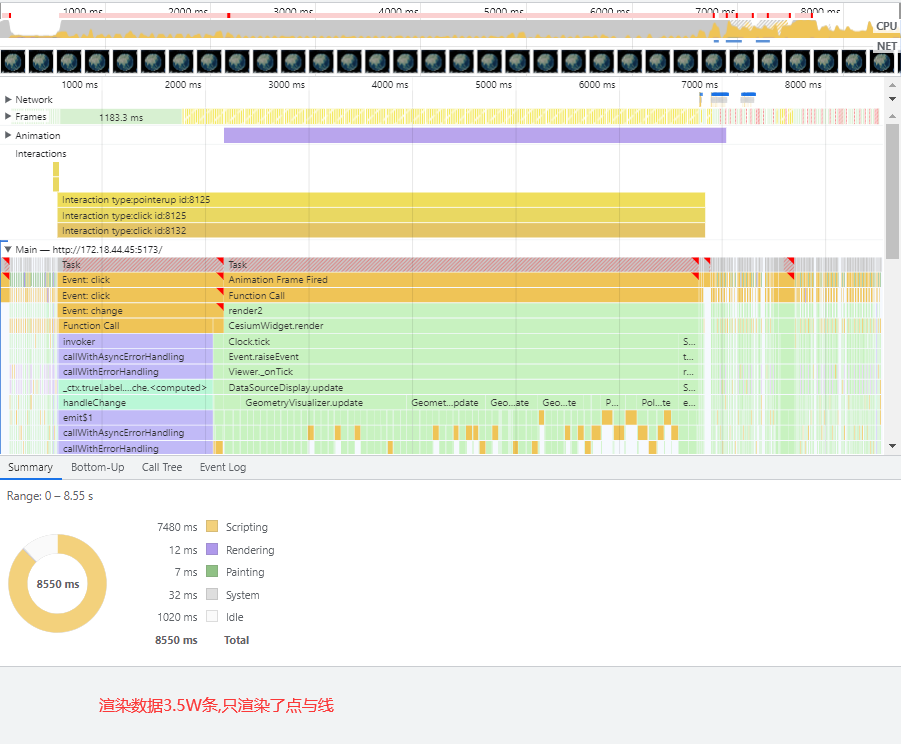 1000 ms 2000 ms 3000 ms 4000 ms 5000 ms 6000 ms 7000 ms 8000 ms
CPU
NET
1000 ms 2000 ms 3000 ms 4000 ms 5000 ms 6000 ms 7000 ms 8000 ms
Network
Frames 1183.3 ms
Animation
Interactions
Interaction type:pointerup id:8125
Interaction type:click id:8125
Interaction type:click id:8132
Main — http://172.18.44.45:5173/
Task Task
Event: click Animation Frame Fired
Event: click Function Call
Event: change render2
Function Call CesiumWidget.render
invoker Clock.tick S...
callWithAsyncErrorHandling Event.raiseEvent t...
callWithErrorHandling Viewer._onTick r...
_ctx.trueLabel....che.<computed> DataSourceDisplay.update S...
handleChange GeometryVisualizer.update Geomet...pdate Geo...ate Geo...te P... Pol...te e...
emit$1
callWithAsyncErrorHandling
callWithErrorHandling
Summary Bottom-Up Call Tree Event Log
Range: 0 – 8.55 s
7480 ms Scripting
12 ms Rendering
8550 ms
7 ms Painting
32 ms System
1020 ms Idle
8550 ms Total
渲染数据3.5W条,只渲染了点与线